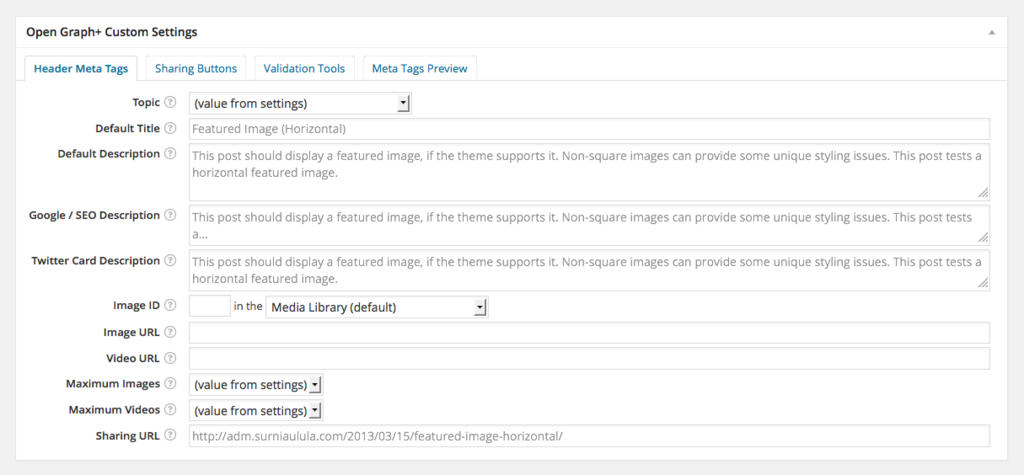 Open Graph+ Custom Settings
Header Meta Tags Sharing Buttons Validation Tools Meta Tags Preview
Topic ? (value from settings)
Default Title ? Featured Image (Horizontal)
Default Description ? This post should display a featured image, if the theme supports it. Non-square images can provide some unique styling issues. This post tests a
horizontal featured image.
Google / SEO Description ? This post should display a featured image, if the theme supports it. Non-square images can provide some unique styling issues. This post tests
a...
Twitter Card Description ? This post should display a featured image, if the theme supports it. Non-square images can provide some unique styling issues. This post tests a
horizontal featured image.
Image ID ? in the Media Library (default)
Image URL ?
Video URL ?
Maximum Images ? (value from settings)
Maximum Videos ? (value from settings)
Sharing URL ? http://adm.surniaulula.com/2013/03/15/featured-image-horizontal/